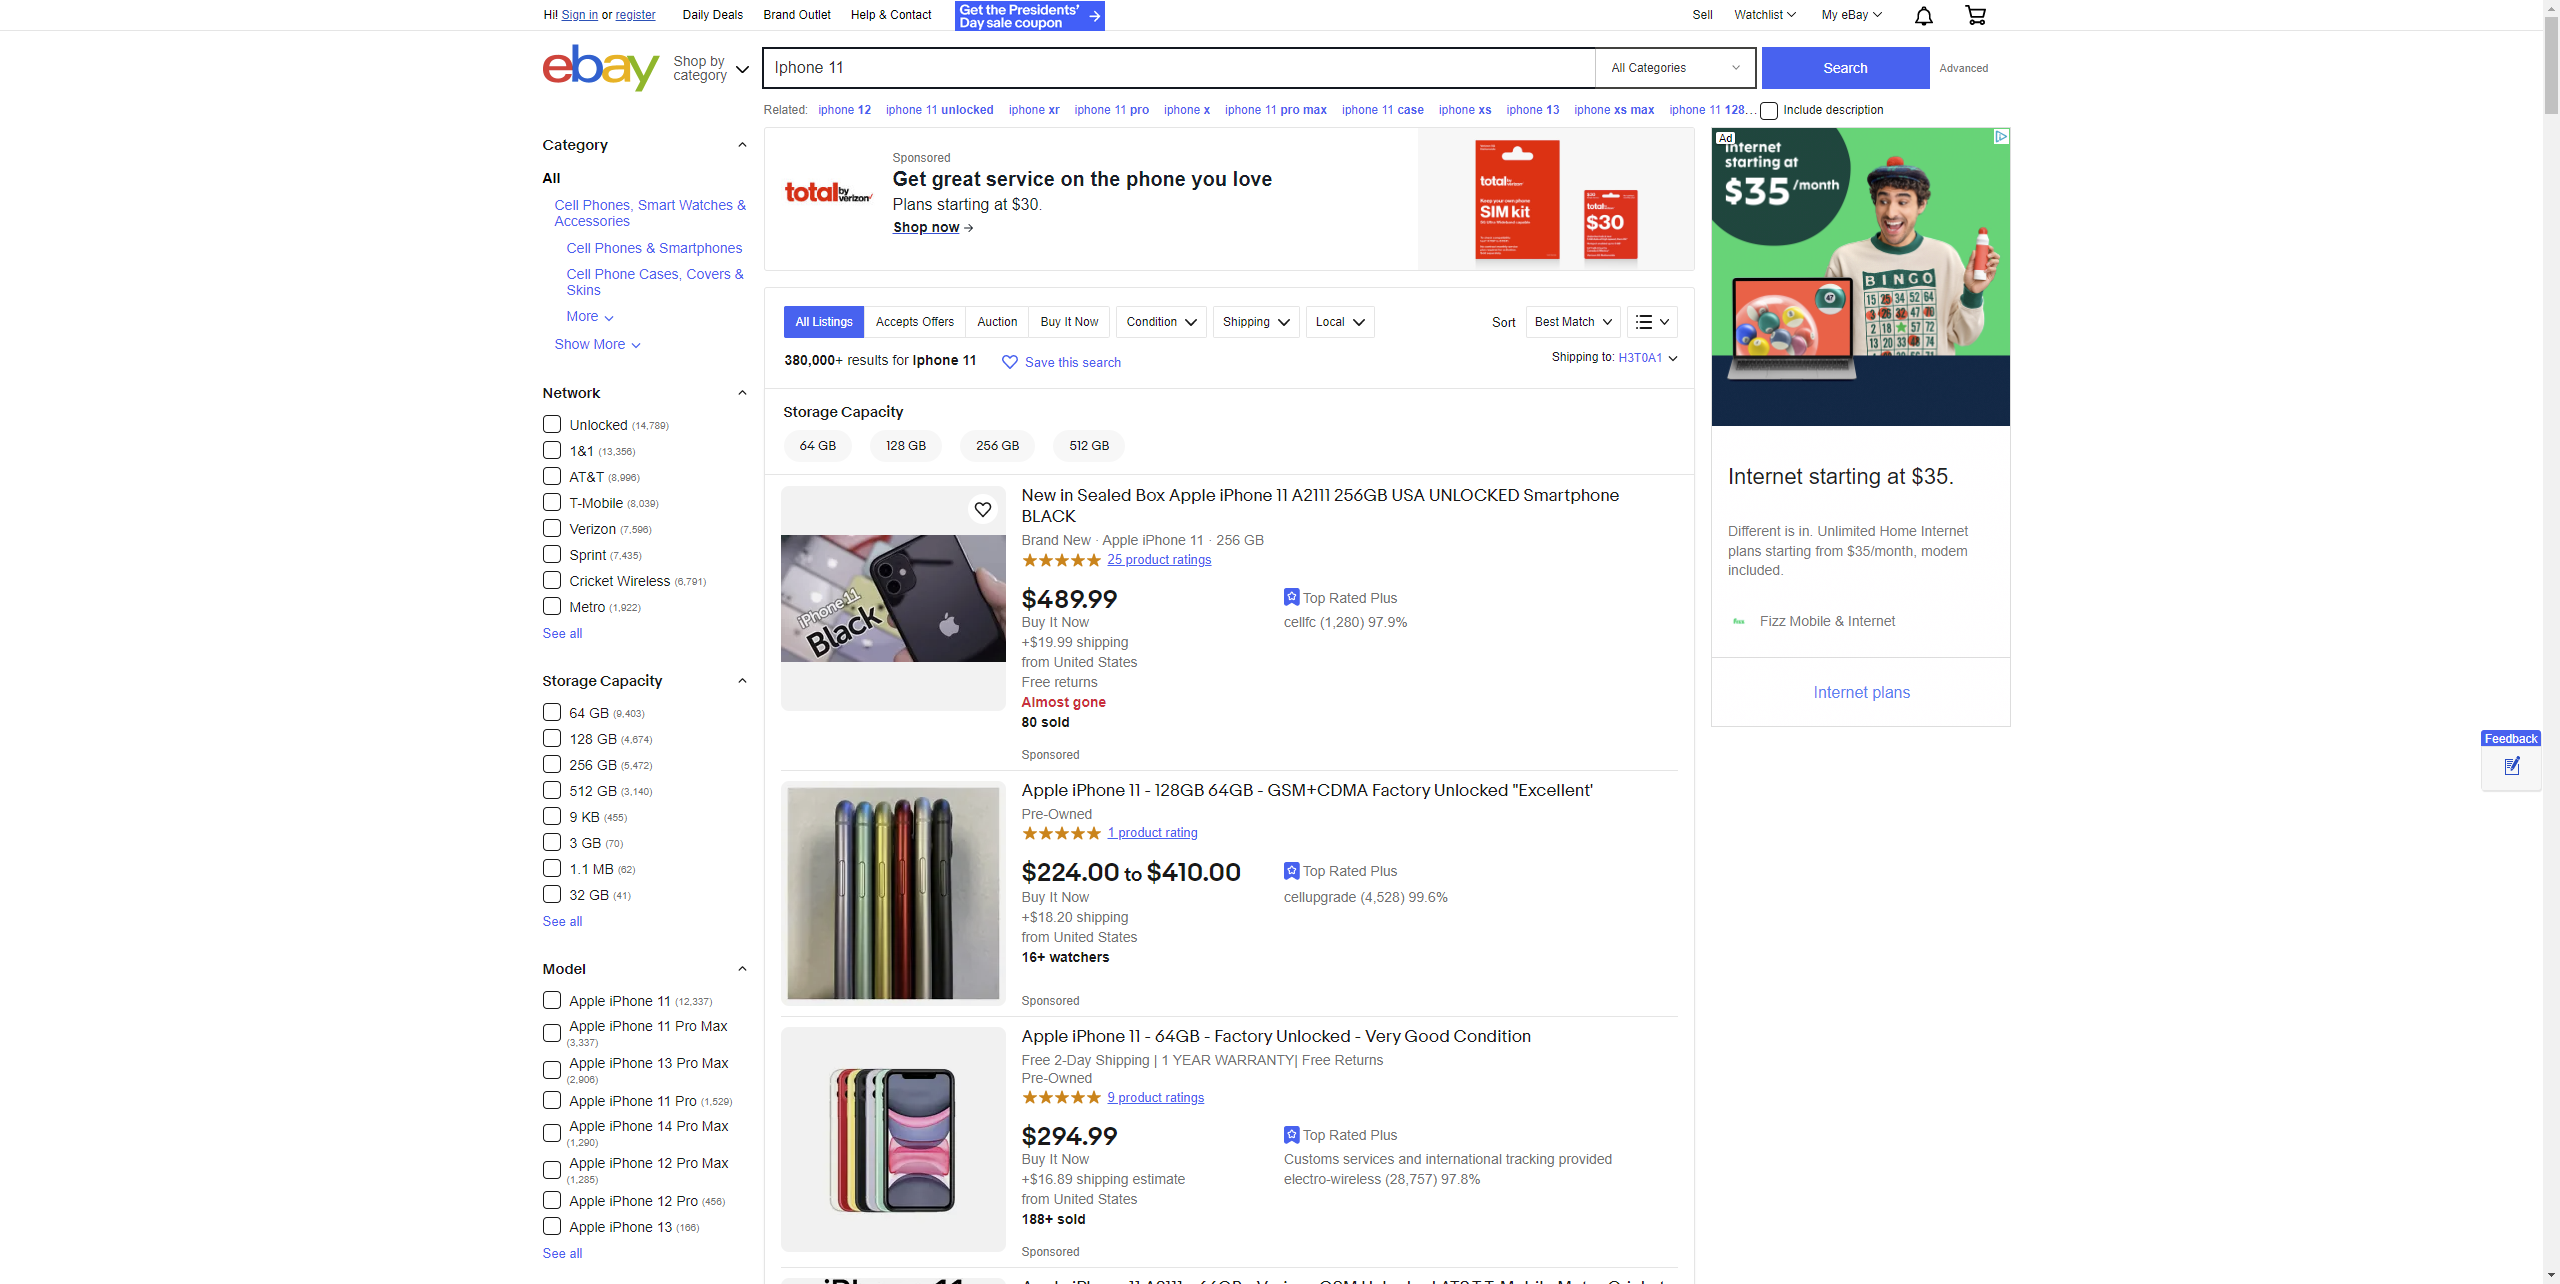 Hi! Sign in or register
Daily Deals
Brand Outlet
Help & Contact
Get the Presidents'
Day sale coupon
Sell
Watchlist
My eBay
ebay
Shop by
category
Iphone 11
All Categories
Search
Advanced
Related: iphone 12 iphone 11 unlocked iphone xr iphone 11 pro iphone x iphone 11 pro max iphone 11 case iphone xs iphone 13 iphone xs max iphone 11 128...
Include description
Category
All
Cell Phones, Smart Watches &
Accessories
Cell Phones & Smartphones
Cell Phone Cases, Covers &
Skins
More
Show More
Network
Unlocked (14,789)
1&1 (13,356)
AT&T (8,996)
T-Mobile (8,039)
Verizon (7,596)
Sprint (7,435)
Cricket Wireless (6,791)
Metro (1,922)
See all
Storage Capacity
64 GB (9,403)
128 GB (4,674)
256 GB (5,472)
512 GB (3,140)
9 KB (455)
3 GB (70)
1.1 MB (62)
32 GB (41)
See all
Model
Apple iPhone 11 (12,337)
Apple iPhone 11 Pro Max
(3,337)
Apple iPhone 13 Pro Max
(2,906)
Apple iPhone 11 Pro (1,529)
Apple iPhone 14 Pro Max
(1,290)
Apple iPhone 12 Pro Max
(1,285)
Apple iPhone 12 Pro (456)
Apple iPhone 13 (166)
See all
total by verizon
Sponsored
Get great service on the phone you love
Plans starting at $30.
Shop now
total by verizon
Keep your own phone
SIM kit
total
$30
All Listings
Accepts Offers
Auction
Buy It Now
Condition
Shipping
Local
Sort
Best Match
380,000+ results for Iphone 11
Save this search
Shipping to: H3T0A1
Storage Capacity
64 GB
128 GB
256 GB
512 GB
iPhone 11
Black
New in Sealed Box Apple iPhone 11 A2111 256GB USA UNLOCKED Smartphone
BLACK
Brand New · Apple iPhone 11 · 256 GB
25 product ratings
$489.99
Buy It Now
+$19.99 shipping
from United States
Free returns
Almost gone
80 sold
Sponsored
Top Rated Plus
cellfc (1,280) 97.9%
Apple iPhone 11 - 128GB 64GB - GSM+CDMA Factory Unlocked "Excellent'
Pre-Owned
1 product rating
$224.00 to $410.00
Buy It Now
+$18.20 shipping
from United States
16+ watchers
Sponsored
Top Rated Plus
cellupgrade (4,528) 99.6%
Apple iPhone 11 - 64GB - Factory Unlocked - Very Good Condition
Free 2-Day Shipping | 1 YEAR WARRANTY| Free Returns
Pre-Owned
9 product ratings
$294.99
Buy It Now
+$16.89 shipping estimate
from United States
188+ sold
Sponsored
Top Rated Plus
Customs services and international tracking provided
electro-wireless (28,757) 97.8%
Ad
Internet
starting at
$35/month
47
BINGO
Internet starting at $35.
Different is in. Unlimited Home Internet
plans starting from $35/month, modem
included.
fizz
Fizz Mobile & Internet
Internet plans
Feedback